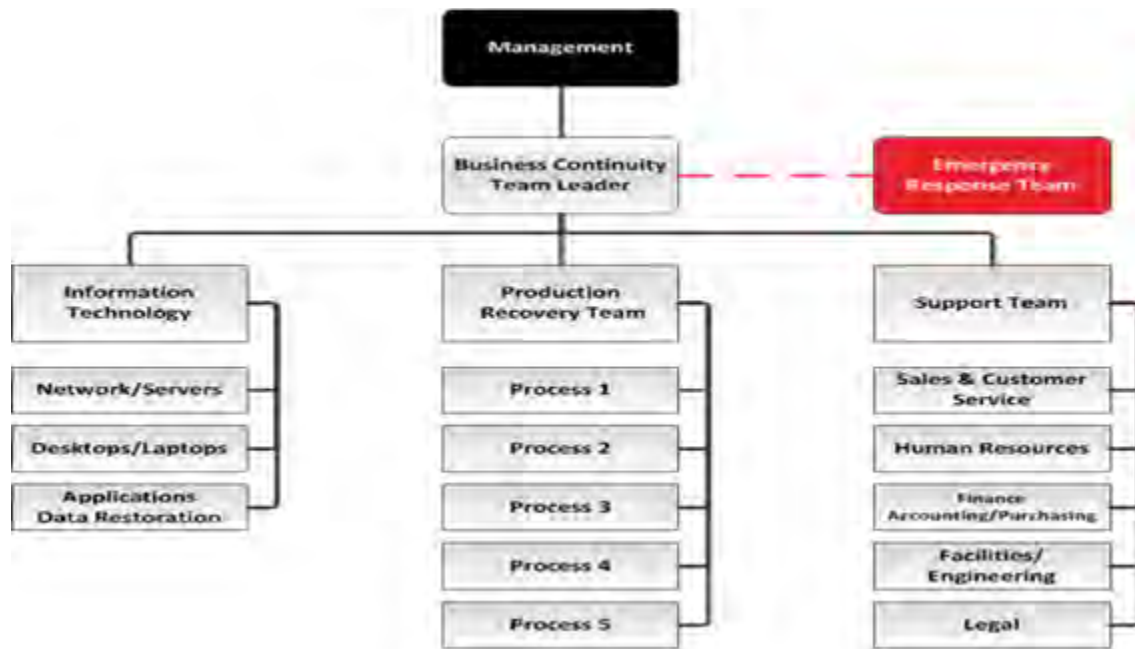 Management
Business Continuity
Team Leader
Emergency
Response Team
Information
Technology
Production
Recovery Team
Support Team
Network/Servers
Process 1
Sales & Customer
Service
Desktops/Laptops
Process 2
Human Resources
Applications
Data Restoration
Process 3
Finance
Accounting/Purchasing
Process 4
Facilities/
Engineering
Process 5
Legal